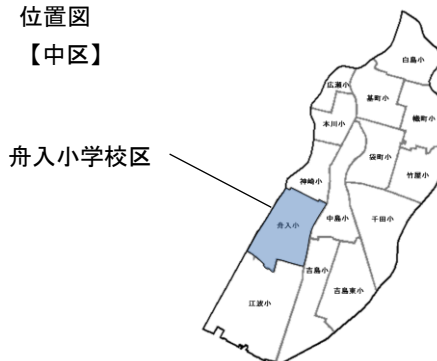 位置図
【中区】
白島小
広瀬小
基町小
幟町小
本川小
袋町小
舟入小学校区
竹屋小
神崎小
中島小
千田小
舟入小
吉島小
吉島東小
江波小